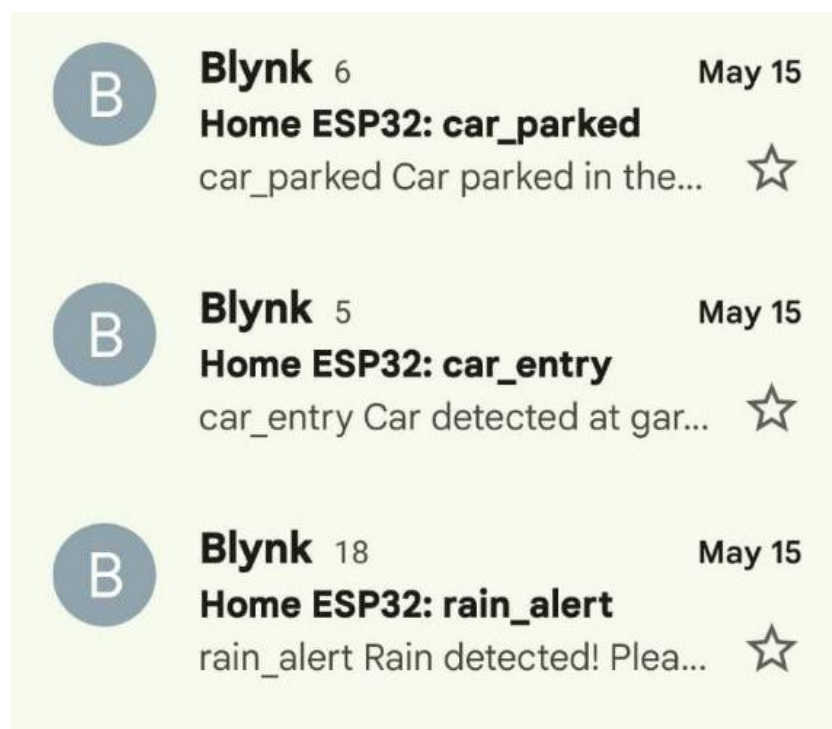 B
Blynk 6 May 15
Home ESP32: car_parked
car_parked Car parked in the...
B
Blynk 5 May 15
Home ESP32: car_entry
car_entry Car detected at gar...
B
Blynk 18 May 15
Home ESP32: rain_alert
rain_alert Rain detected! Plea...